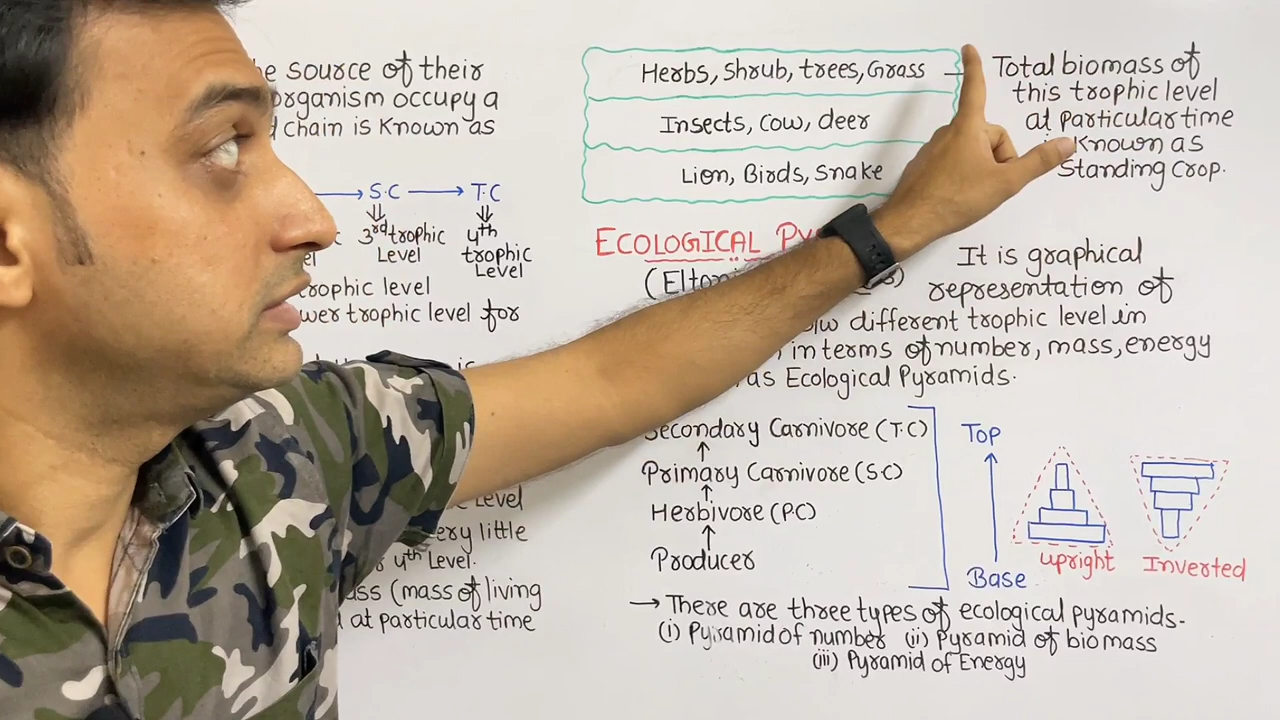 he source of their
organism occupy a
d chain is Known as
S.C T.C
3rd trophic Level
4th trophic Level
trophic level
wer trophic level for
is
Level
ery little
or 4th Level.
ass (mass of living
at particular time
Herbs, Shrub, trees, Grass
Insects, Cow, deer
Lion, Birds, Snake
Total biomass of
this trophic level
at particular time
Known as
Standing Crop.
ECOLOGICAL
(Elton
It is graphical
representation of
b/w different trophic level in
in terms of number, mass, energy
as Ecological Pyramids.
Secondary Carnivore (T.C)
Primary Carnivore (S.C)
Herbivore (P.C)
Producer
Top
Base
upright
Inverted
→ There are three types of ecological pyramids.
(i) Pyramid of number (ii) Pyramid of biomass
(iii) Pyramid of Energy